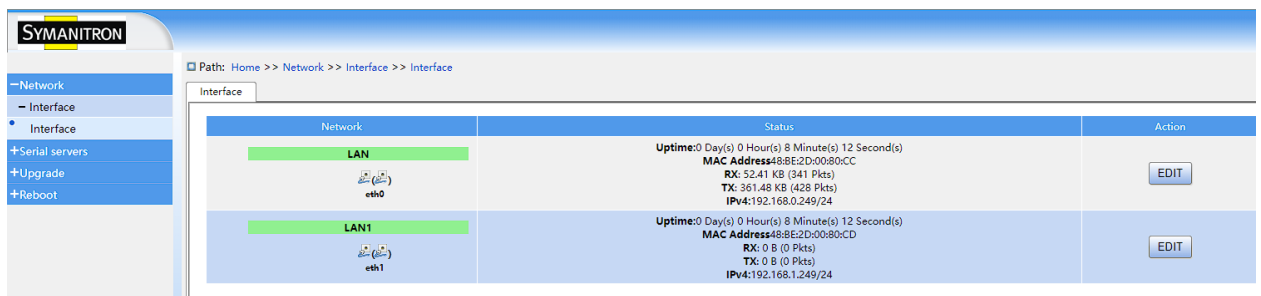 SYMANITRON
Path: Home >> Network >> Interface >> Interface
−Network
− Interface
Interface
+Serial servers
+Upgrade
+Reboot
Interface
Network Status Action
LAN
(    )
eth0
Uptime:0 Day(s) 0 Hour(s) 8 Minute(s) 12 Second(s)
MAC Address48:BE:2D:00:80:CC
RX: 52.41 KB (341 Pkts)
TX: 361.48 KB (428 Pkts)
IPv4:192.168.0.249/24
EDIT
LAN1
(    )
eth1
Uptime:0 Day(s) 0 Hour(s) 8 Minute(s) 12 Second(s)
MAC Address48:BE:2D:00:80:CD
RX: 0 B (0 Pkts)
TX: 0 B (0 Pkts)
IPv4:192.168.1.249/24
EDIT